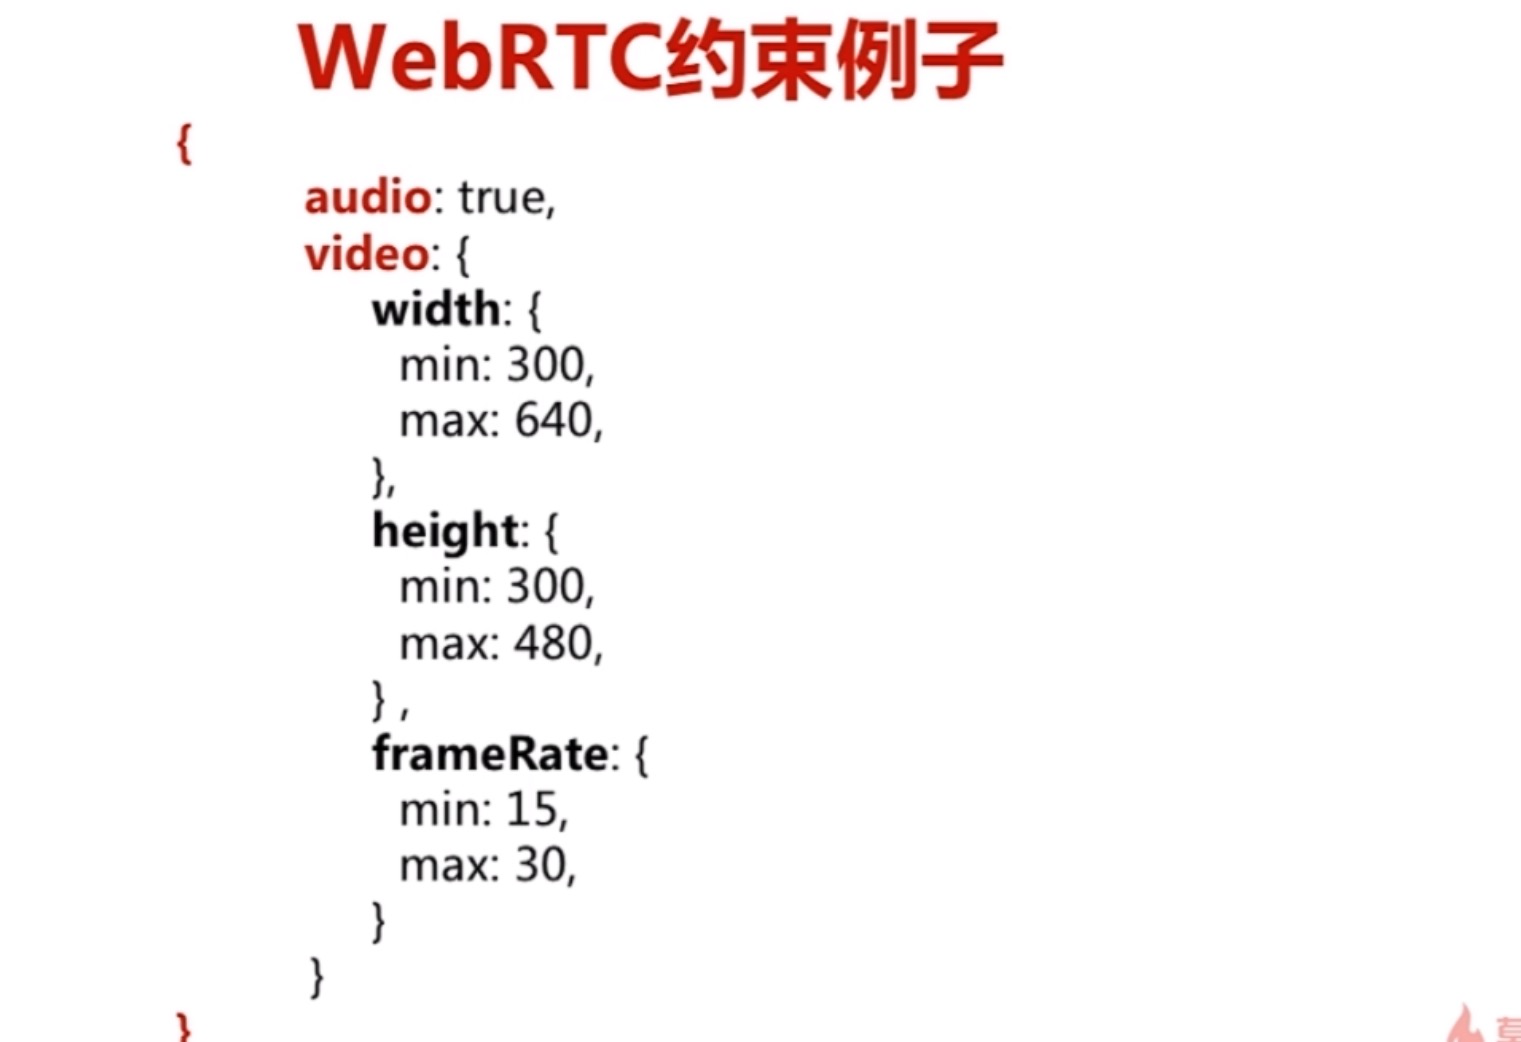 WebRTC约束例子
{
audio: true,
video: {
width: {
min: 300,
max: 640,
},
height: {
min: 300,
max: 480,
} ,
frameRate: {
min: 15,
max: 30,
}
}
}